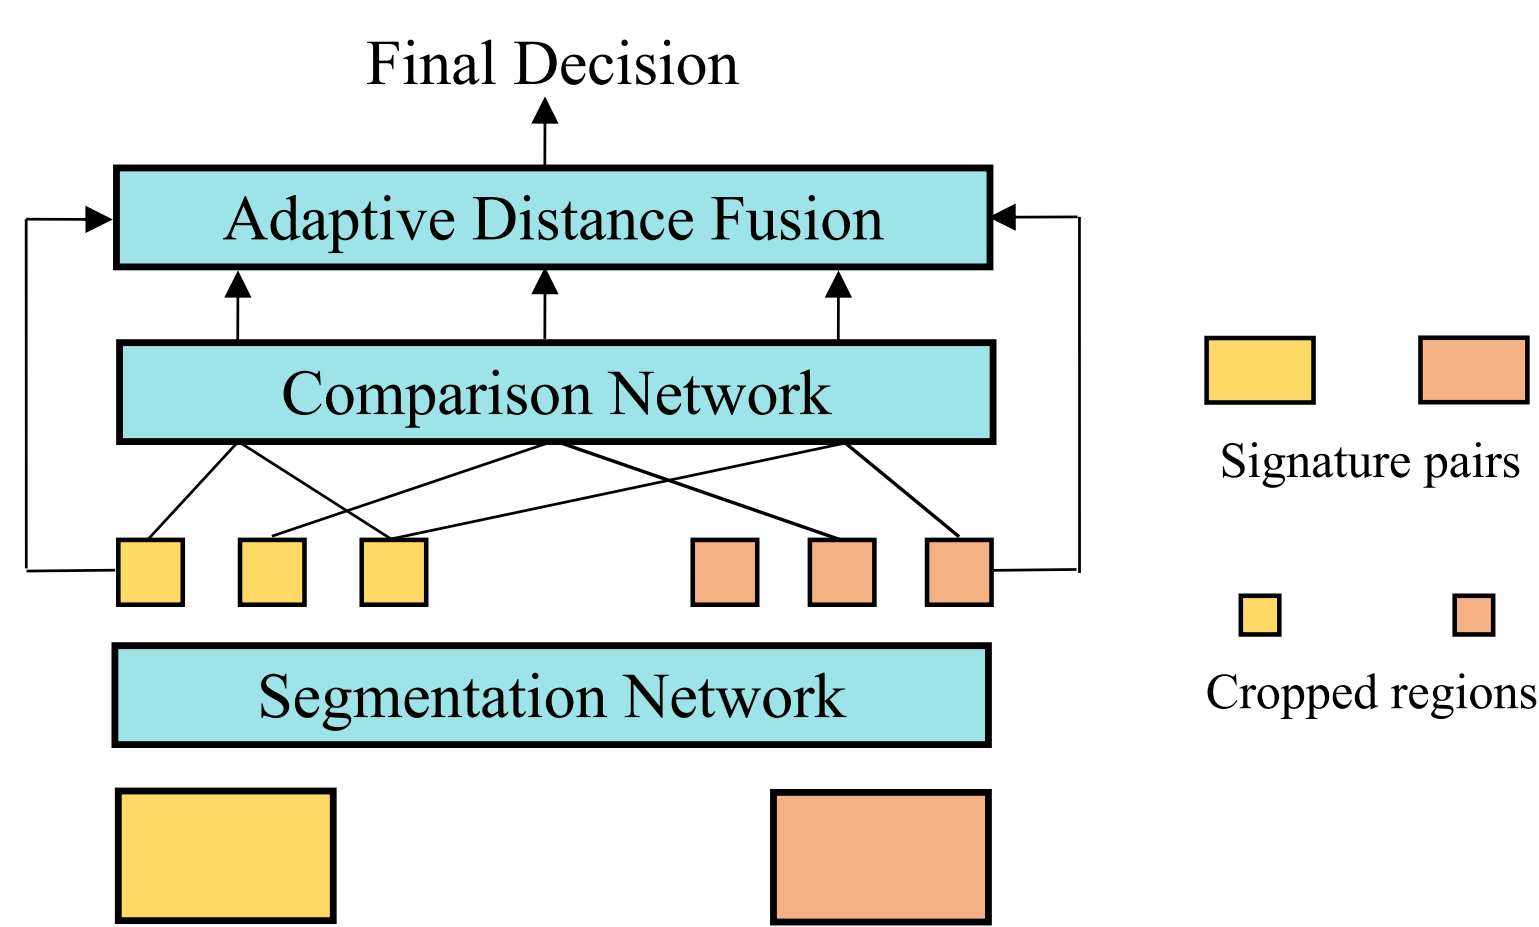 Final Decision
Adaptive Distance Fusion
Comparison Network
Segmentation Network
Signature pairs
Cropped regions